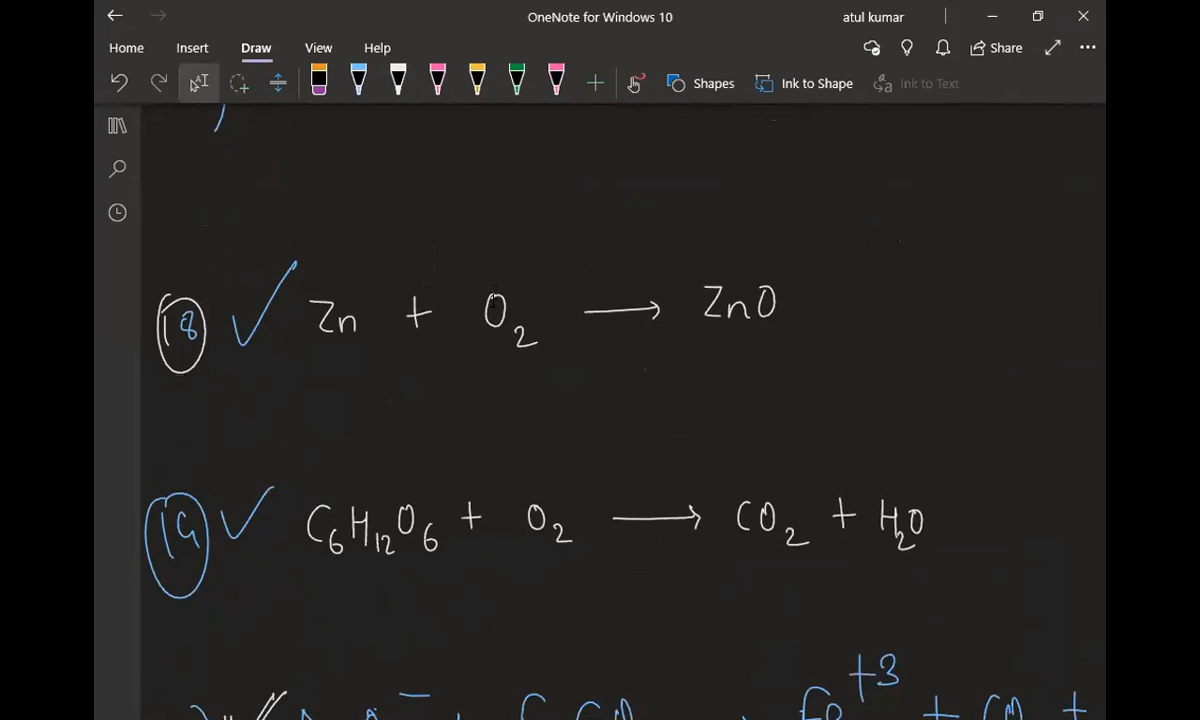 OneNote for Windows 10
atul kumar
Home Insert Draw View Help
Share
Shapes Ink to Shape Ink to Text
18 Zn + O2 → ZnO
19 C6H12O6 + O2 → CO2 + H2O
+3